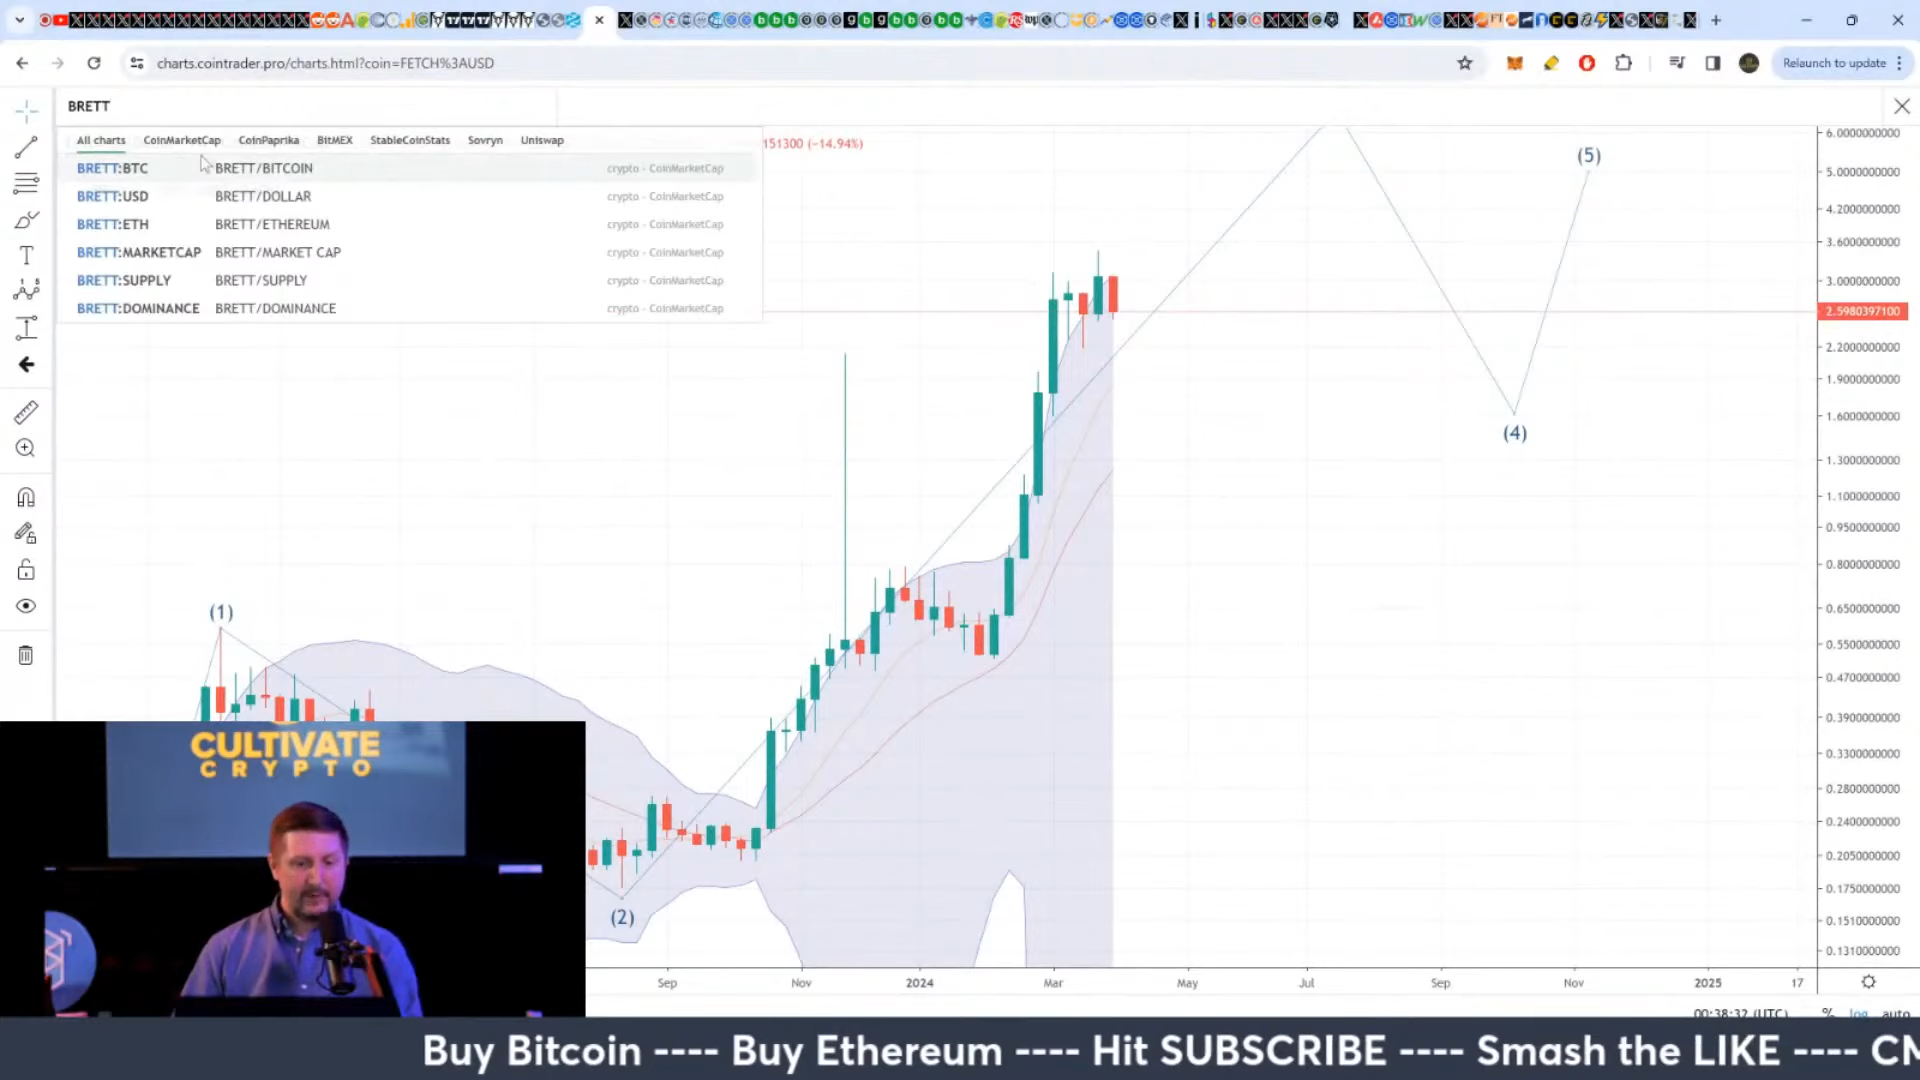 charts.cointrader.pro/charts.html?coin=FETCH%3AUSD
Relaunch to update
BRETT
All charts CoinMarketCap CoinPaprika BitMEX StableCoinStats Sovryn Uniswap
151300 (−14.94%)
BRETT:BTC BRETT/BITCOIN crypto - CoinMarketCap
BRETT:USD BRETT/DOLLAR crypto - CoinMarketCap
BRETT:ETH BRETT/ETHEREUM crypto - CoinMarketCap
BRETT:MARKETCAP BRETT/MARKET CAP crypto - CoinMarketCap
BRETT:SUPPLY BRETT/SUPPLY crypto - CoinMarketCap
BRETT:DOMINANCE BRETT/DOMINANCE crypto - CoinMarketCap
6.0000000000
(5)
5.0000000000
4.2000000000
3.6000000000
3.0000000000
2.5980397100
2.2000000000
1.9000000000
1.6000000000
(4)
1.3000000000
1.1000000000
0.9500000000
0.8000000000
(1)
0.6500000000
0.5500000000
0.4700000000
0.3900000000
0.3300000000
0.2800000000
0.2400000000
0.2050000000
0.1750000000
(2)
0.1510000000
0.1310000000
CULTIVATE
CRYPTO
Sep Nov 2024 Mar May Jul Sep Nov 2025 17
00:38:32 (UTC) % log auto
Buy Bitcoin ---- Buy Ethereum ---- Hit SUBSCRIBE ---- Smash the LIKE ---- CM